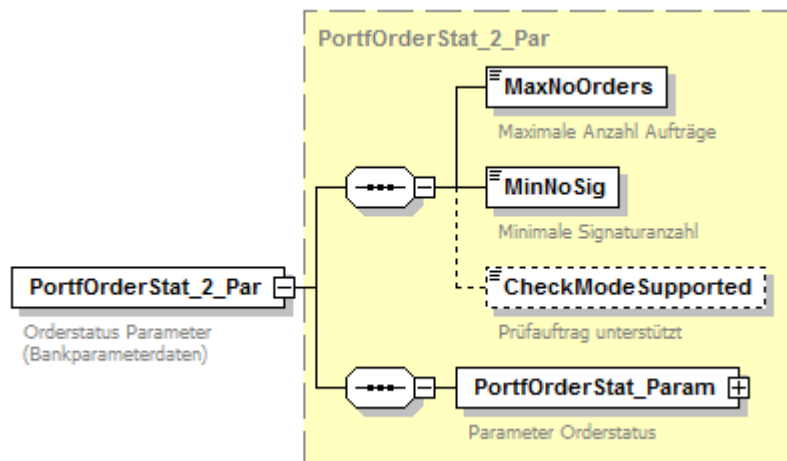 PortfOrderStat_2_Par
MaxNoOrders
Maximale Anzahl Aufträge
MinNoSig
Minimale Signaturanzahl
PortfOrderStat_2_Par
Orderstatus Parameter
(Bankparameterdaten)
CheckModeSupported
Prüfauftrag unterstützt
PortfOrderStat_Param
Parameter Orderstatus